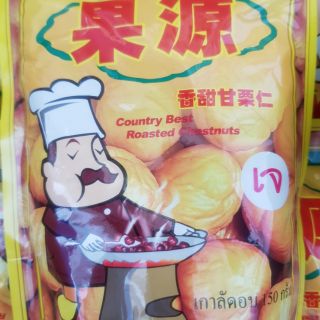 果源
香甜甘栗仁
Country Best
Roasted Chestnuts
เจ
เกาลัดอบ 150 กรัม